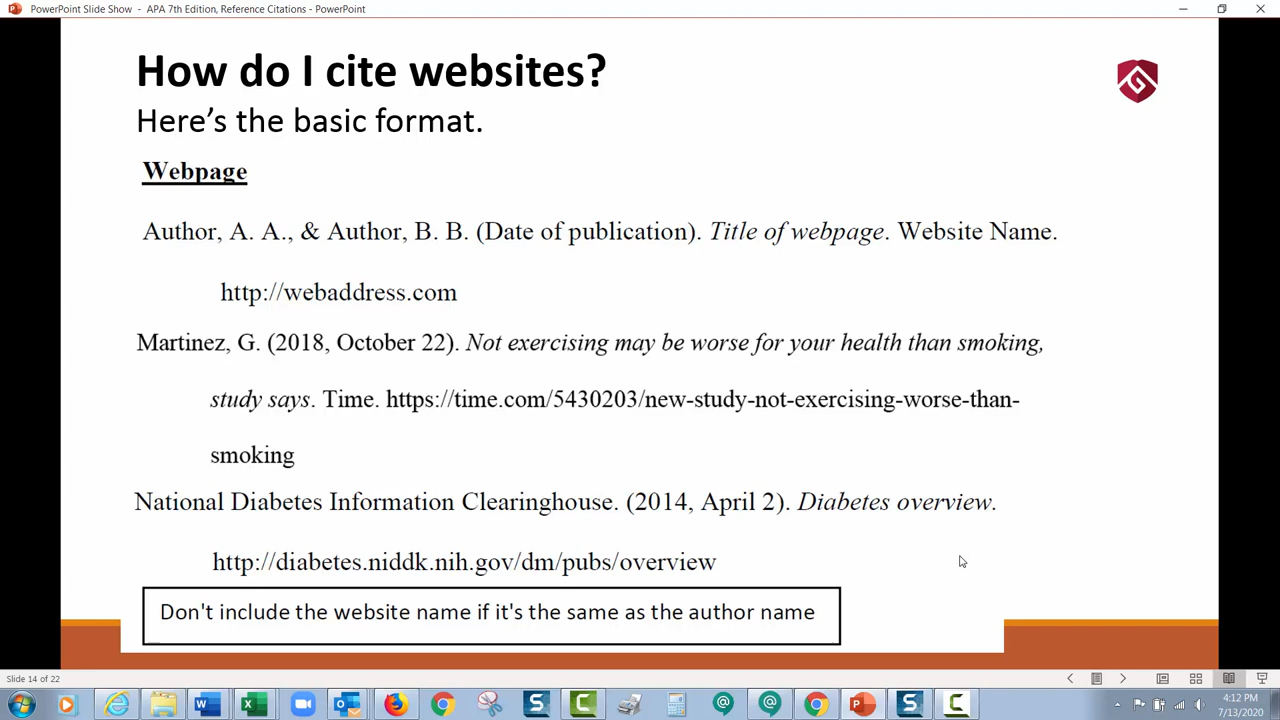 PowerPoint Slide Show - APA 7th Edition, Reference Citations - PowerPoint
How do I cite websites?
Here's the basic format.
Webpage
Author, A. A., & Author, B. B. (Date of publication). Title of webpage. Website Name.
http://webaddress.com
Martinez, G. (2018, October 22). Not exercising may be worse for your health than smoking,
study says. Time. https://time.com/5430203/new-study-not-exercising-worse-than-
smoking
National Diabetes Information Clearinghouse. (2014, April 2). Diabetes overview.
http://diabetes.niddk.nih.gov/dm/pubs/overview
Don't include the website name if it's the same as the author name
Slide 14 of 22
4:12 PM
7/13/2020